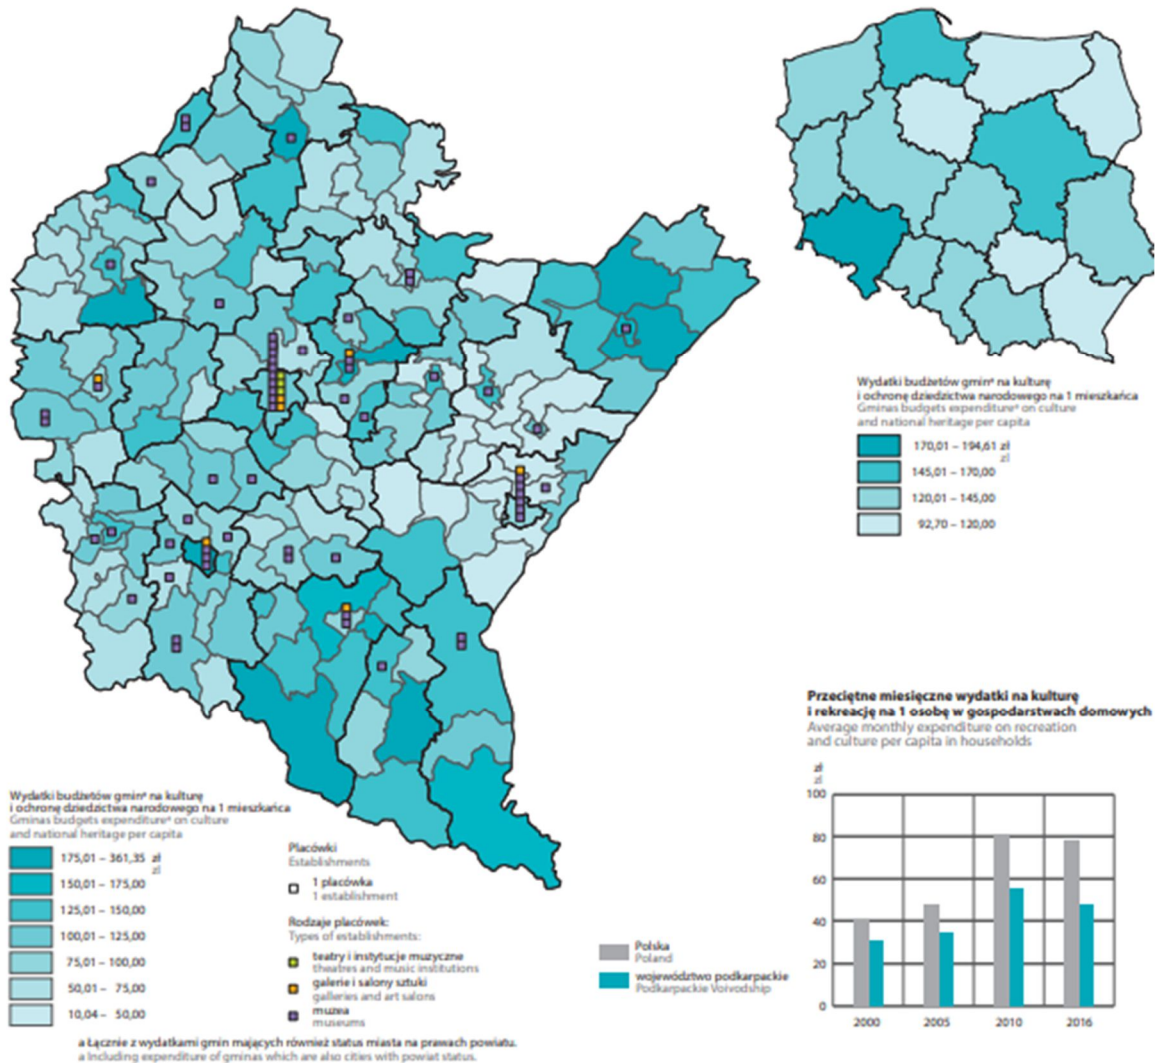 Wydatki budżetów gminᵃ na kulturę
i ochronę dziedzictwa narodowego na 1 mieszkańca
Gminas budgets expenditureᵃ on culture
and national heritage per capita
170,01 – 194,61 zł
zl
145,01 – 170,00
120,01 – 145,00
92,70 – 120,00
Przeciętne miesięczne wydatki na kulturę
i rekreację na 1 osobę w gospodarstwach domowych
Average monthly expenditure on recreation
and culture per capita in households
zł
zl
100
80
60
40
20
0
2000 2005 2010 2016
Polska
Poland
województwo podkarpackie
Podkarpackie Voivodship
Wydatki budżetów gminᵃ na kulturę
i ochronę dziedzictwa narodowego na 1 mieszkańca
Gminas budgets expenditureᵃ on culture
and national heritage per capita
175,01 – 361,35 zł
zl
150,01 – 175,00
125,01 – 150,00
100,01 – 125,00
75,01 – 100,00
50,01 – 75,00
10,04 – 50,00
Placówki
Establishments
1 placówka
1 establishment
Rodzaje placówek:
Types of establishments:
teatry i instytucje muzyczne
theatres and music institutions
galerie i salony sztuki
galleries and art salons
muzea
museums
a Łącznie z wydatkami gmin mających również status miasta na prawach powiatu.
a Including expenditure of gminas which are also cities with powiat status.